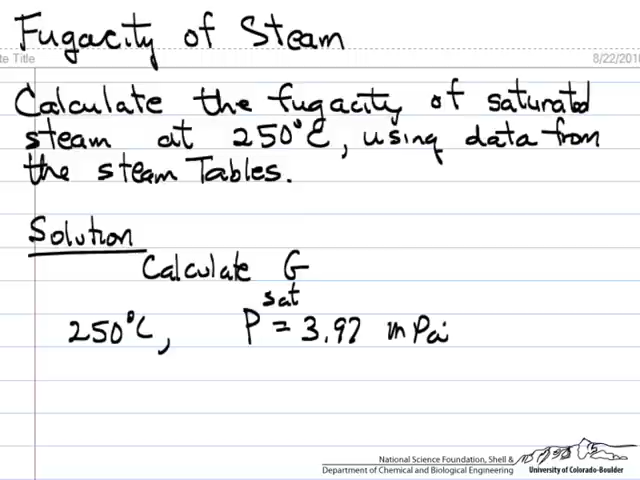 Fugacity of Steam
te Title
8/22/201
Calculate the fugacity of saturated
steam at 250°C, using data from
the steam Tables.
Solution
Calculate G
250°C, P sat = 3.97 mPa
National Science Foundation, Shell &
Department of Chemical and Biological Engineering
University of Colorado-Boulder